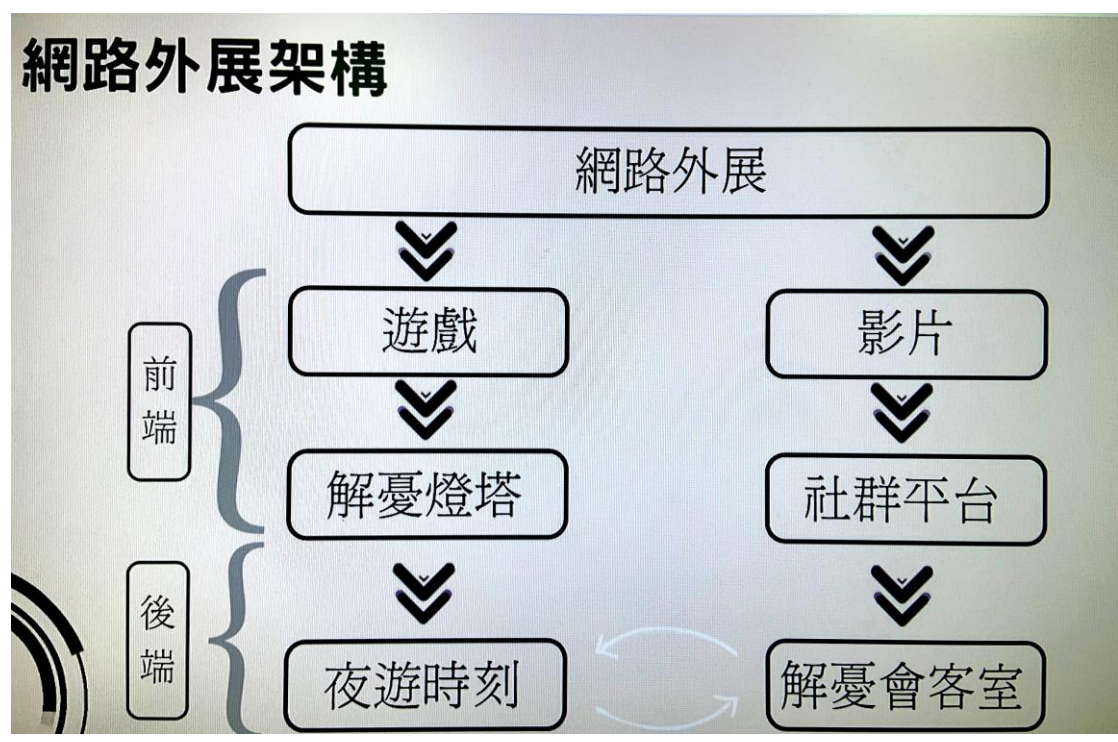 網路外展架構
網路外展
遊戲
影片
前端
解憂燈塔
社群平台
後端
夜遊時刻
解憂會客室